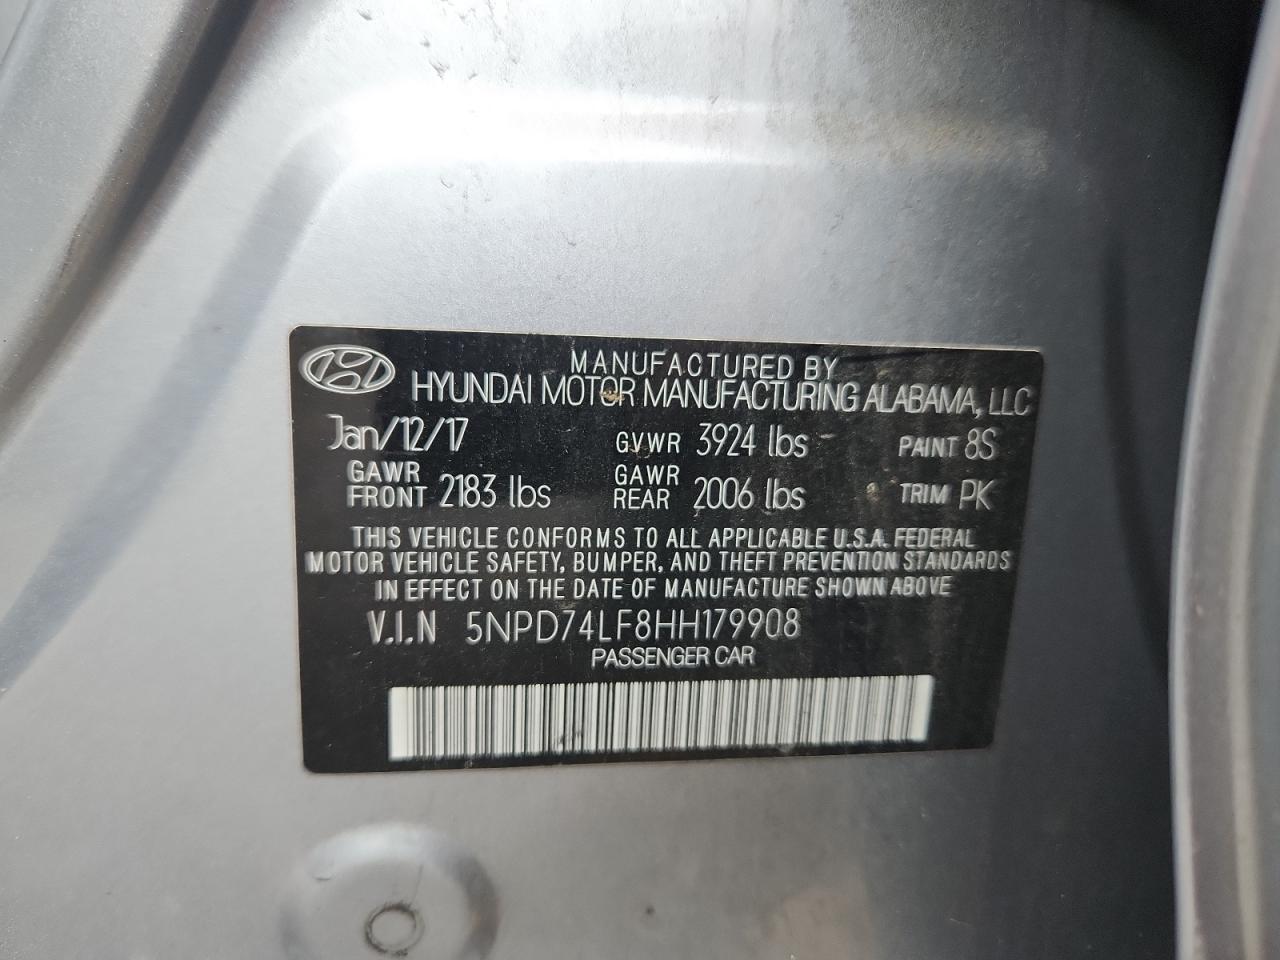 MANUFACTURED BY
HYUNDAI MOTOR MANUFACTURING ALABAMA, LLC
Jan/12/17 GVWR 3924 lbs PAINT 8S
GAWR FRONT 2183 lbs GAWR REAR 2006 lbs TRIM PK
THIS VEHICLE CONFORMS TO ALL APPLICABLE U.S.A. FEDERAL
MOTOR VEHICLE SAFETY, BUMPER, AND THEFT PREVENTION STANDARDS
IN EFFECT ON THE DATE OF MANUFACTURE SHOWN ABOVE
V.I.N 5NPD74LF8HH179908
PASSENGER CAR